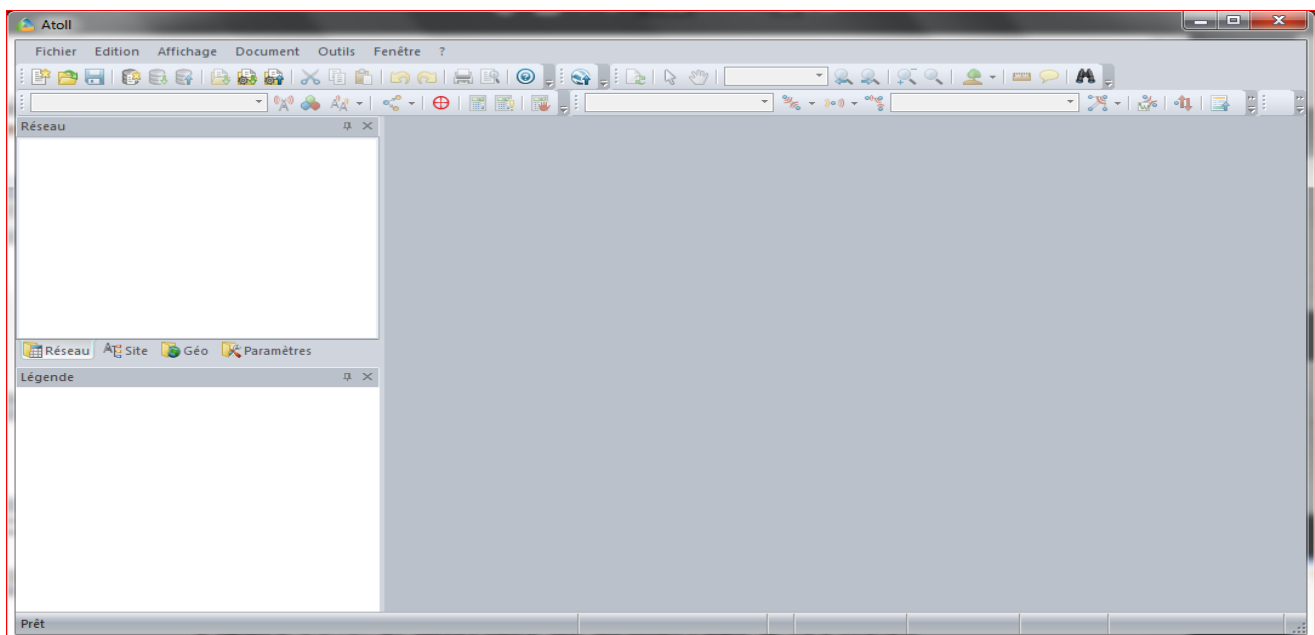 Atoll
Fichier Edition Affichage Document Outils Fenêtre ?
Réseau
Réseau Site Géo Paramètres
Légende
Prêt